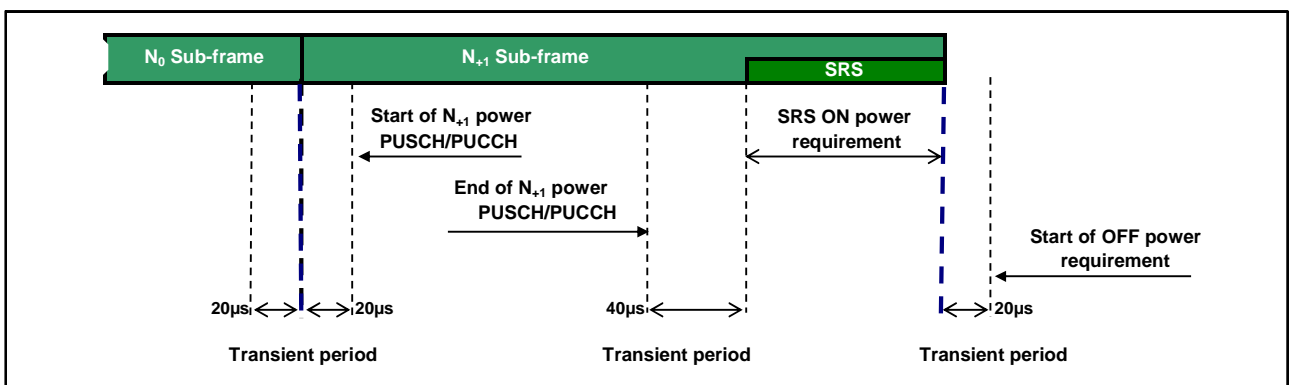 N₀ Sub-frame
N₊₁ Sub-frame
SRS
Start of N₊₁ power
PUSCH/PUCCH
SRS ON power
requirement
End of N₊₁ power
PUSCH/PUCCH
Start of OFF power
requirement
20µs
20µs
40µs
20µs
Transient period
Transient period
Transient period